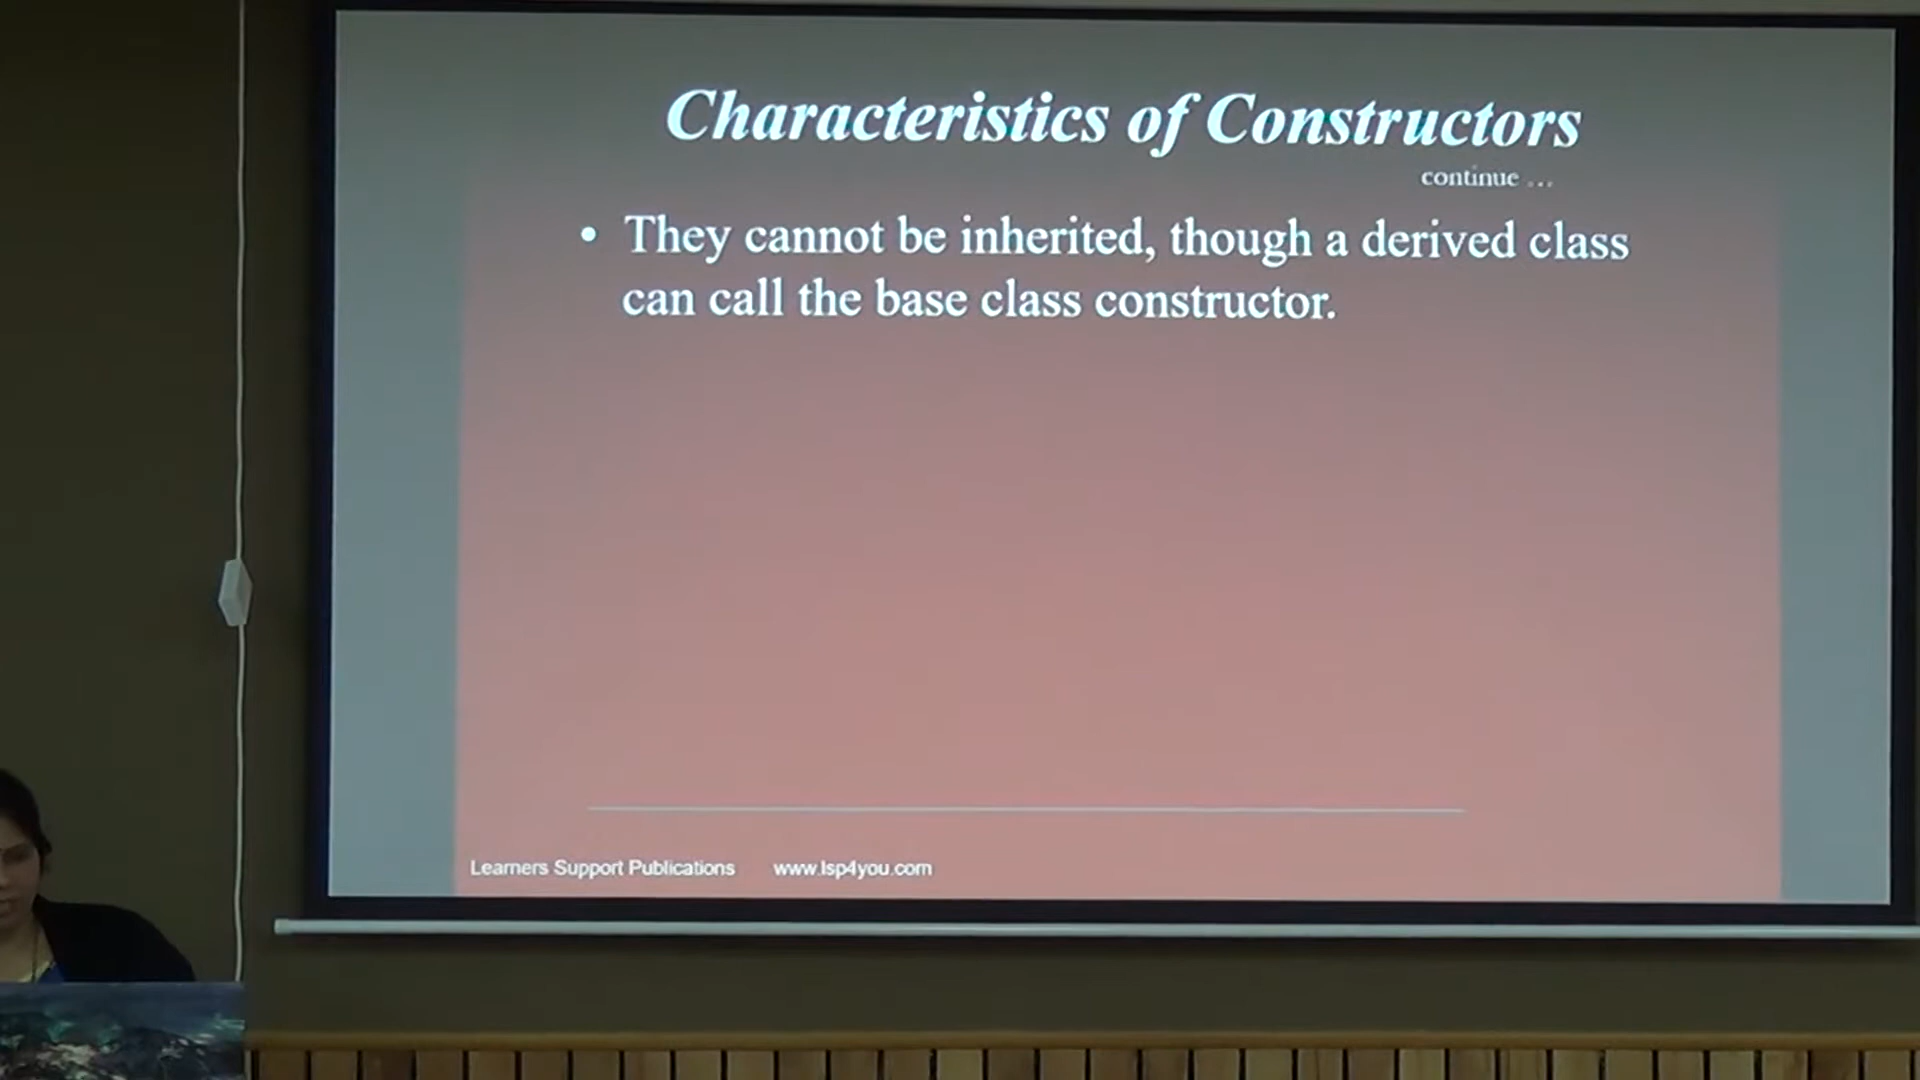 Characteristics of Constructors
continue ...
• They cannot be inherited, though a derived class
can call the base class constructor.
Learners Support Publications www.lsp4you.com